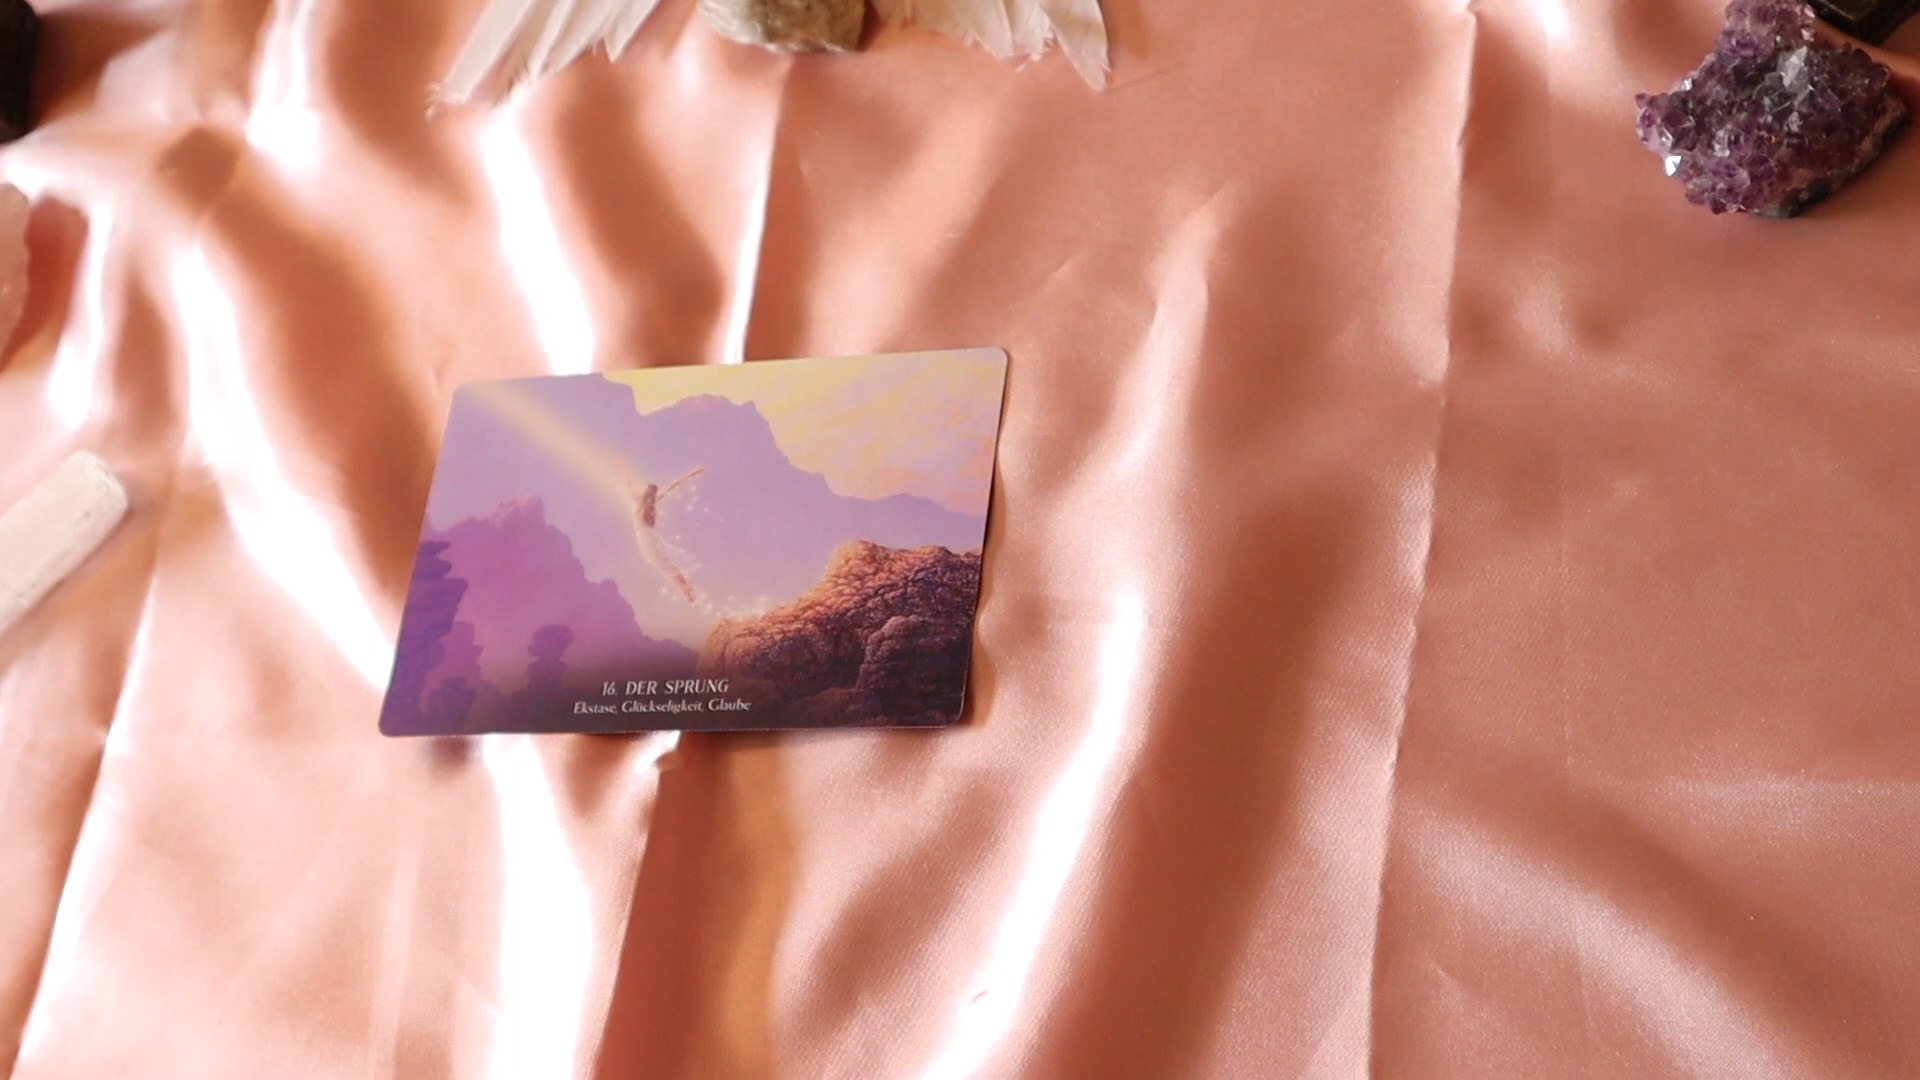 16. DER SPRUNG
Ekstase, Glückseligkeit, Glaube